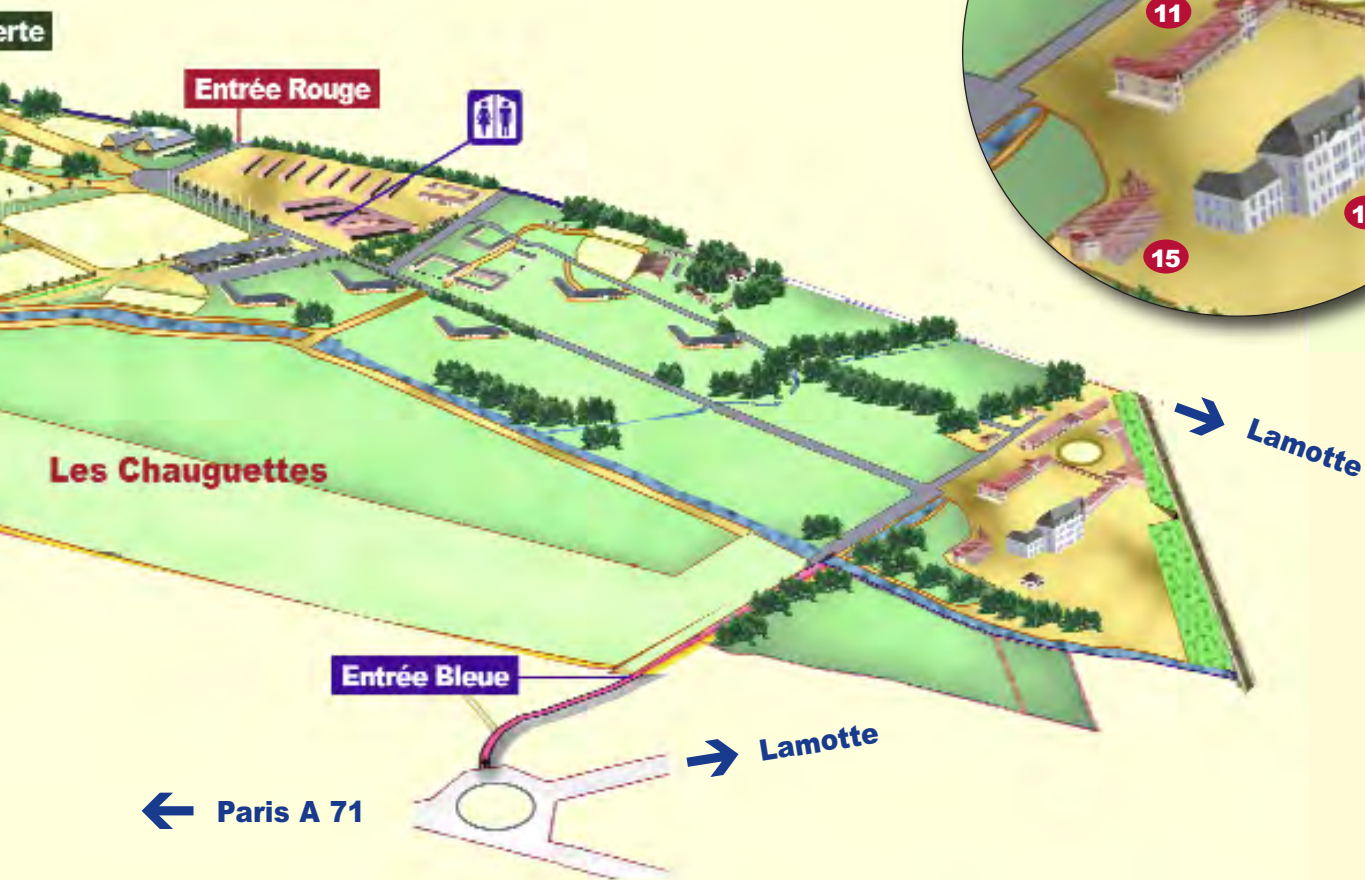 erte
11
Entrée Rouge
15
Lamotte
Les Chauguettes
Entrée Bleue
Lamotte
Paris A 71